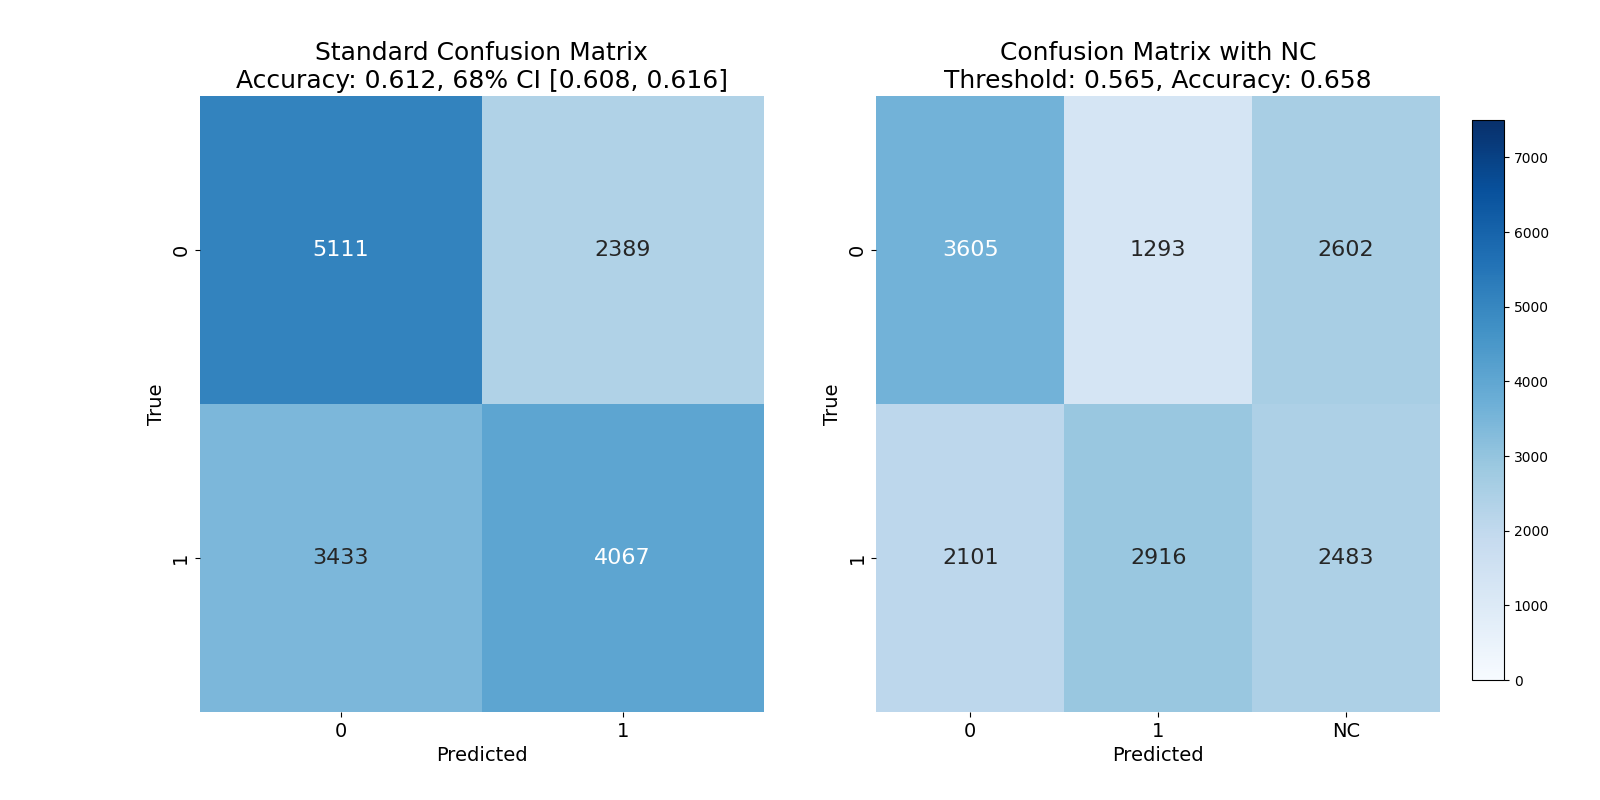 Standard Confusion Matrix
Accuracy: 0.612, 68% CI [0.608, 0.616]
0
5111
2389
True
1
3433
4067
0
1
Predicted
Confusion Matrix with NC
Threshold: 0.565, Accuracy: 0.658
0
3605
1293
2602
True
1
2101
2916
2483
0
1
NC
Predicted
7000
6000
5000
4000
3000
2000
1000
0